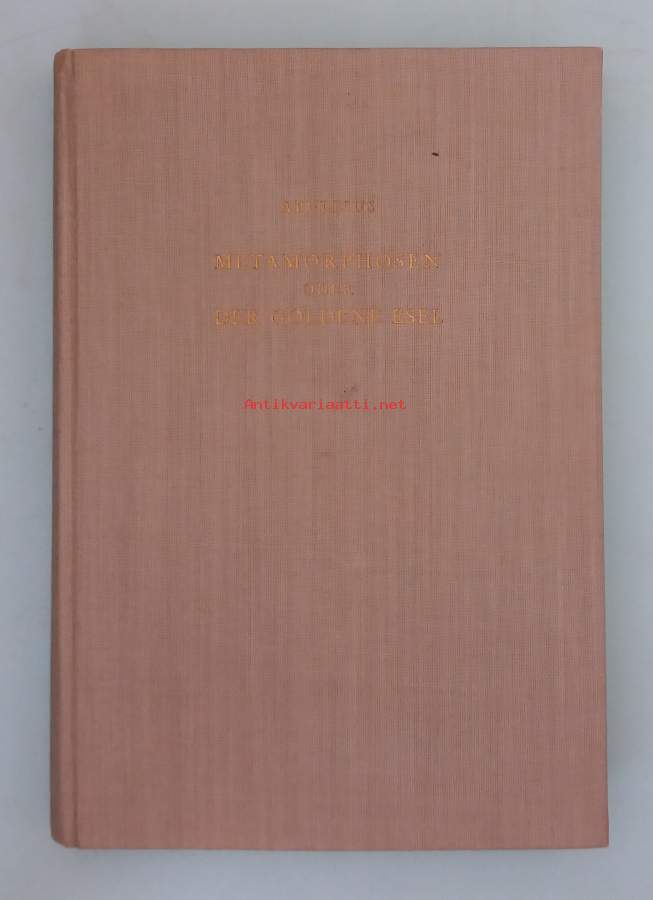 APULEIUS
METAMORPHOSEN
ODER
DER GOLDENE ESEL
Antikvariaatti.net